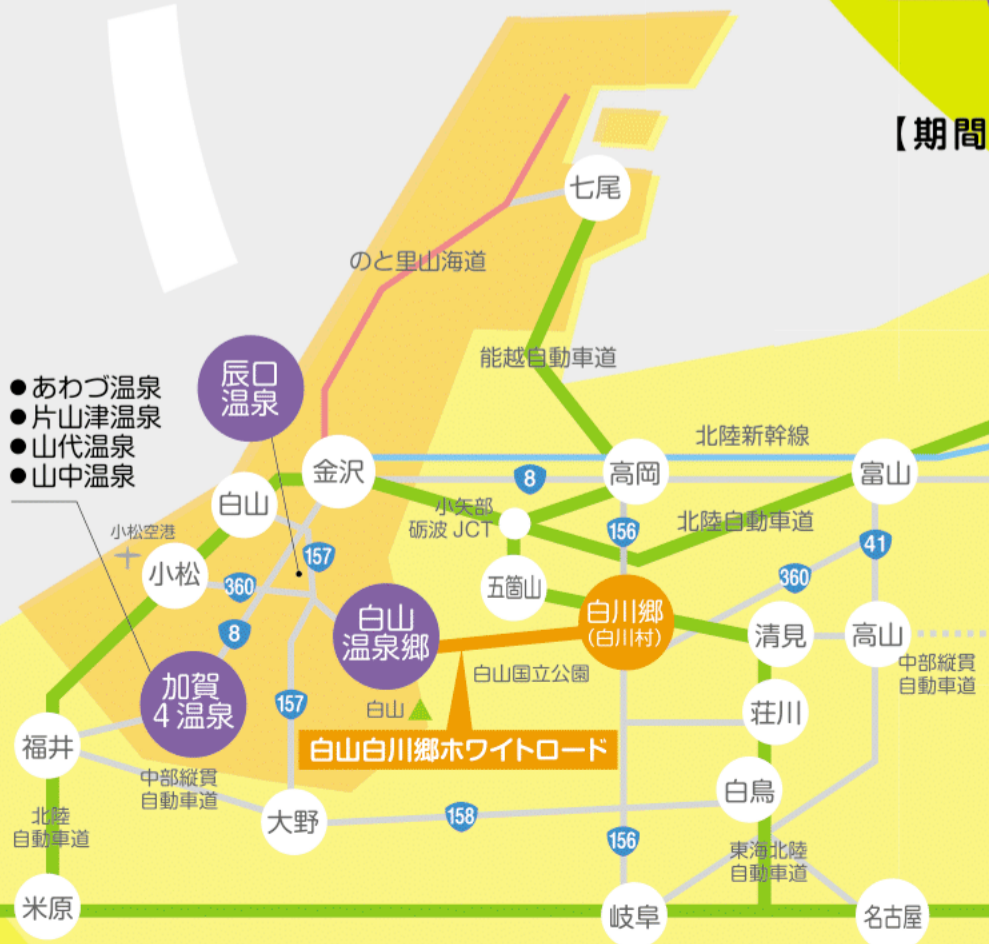 【期間
七尾
のと里山海道
能越自動車道
辰口
温泉
●あわづ温泉
●片山津温泉
●山代温泉
●山中温泉
北陸新幹線
金沢
8
高岡
富山
白山
小矢部
砺波 JCT
156
北陸自動車道
小松空港
157
41
小松
360
五箇山
360
白川郷
(白川村)
清見
高山
8
白山
温泉郷
白山国立公園
中部縦貫
自動車道
加賀
4 温泉
157
白山
荘川
福井
白山白川郷ホワイトロード
中部縦貫
自動車道
白鳥
北陸
自動車道
大野
158
156
東海北陸
自動車道
米原
岐阜
名古屋